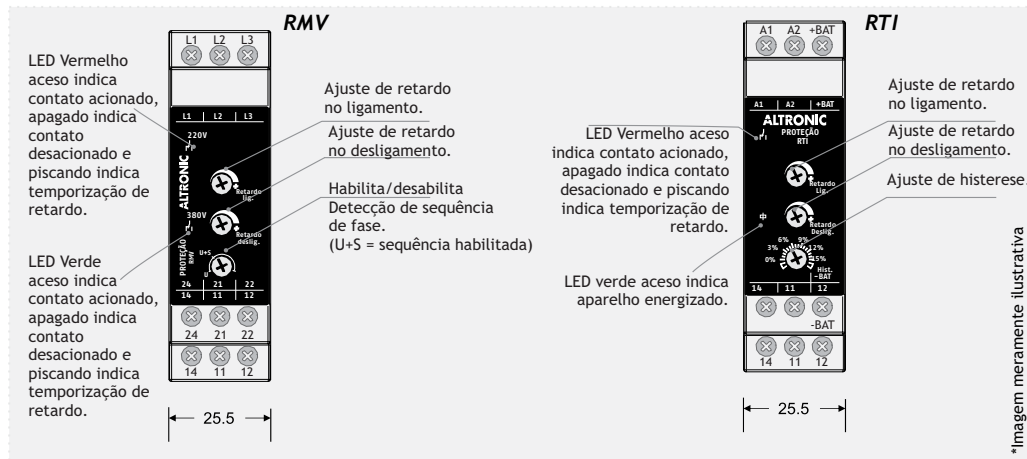 RMV
LED Vermelho
aceso indica
contato acionado,
apagado indica
contato
desacionado e
piscando indica
temporização de
retardo.
LED Verde
aceso indica
contato acionado,
apagado indica
contato
desacionado e
piscando indica
temporização de
retardo.
L1 L2 L3
L1 L2 L3
220V
ALTRONIC
Retardo
lig.
380V
Retardo
deslig.
PROTEÇÃO
RMV
U+S
U
24 21 22
14 11 12
24 21 22
14 11 12
25.5
Ajuste de retardo
no ligamento.
Ajuste de retardo
no desligamento.
Habilita/desabilita
Detecção de sequência
de fase.
(U+S = sequência habilitada)
RTI
LED Vermelho aceso
indica contato acionado,
apagado indica contato
desacionado e piscando
indica temporização de
retardo.
LED verde aceso indica
aparelho energizado.
A1 A2 +BAT
A1 A2 +BAT
ALTRONIC
PROTEÇÃO
RTI
Retardo
Lig.
Retardo
Deslig.
6% 9%
3% 12%
0% 15%
Hist.
-BAT
14 11 12
-BAT
14 11 12
25.5
Ajuste de retardo
no ligamento.
Ajuste de retardo
no desligamento.
Ajuste de histerese.
*Imagem meramente ilustrativa